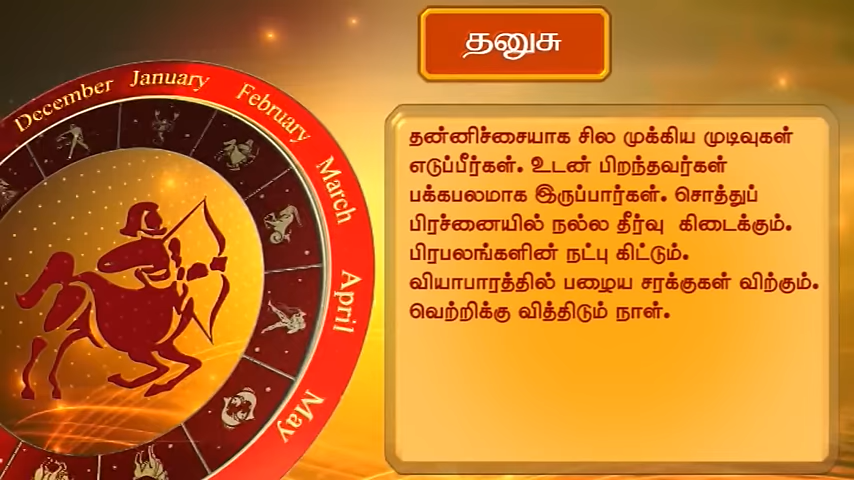 தனுசு
December January February March April May
தன்னிச்சையாக சில முக்கிய முடிவுகள்
எடுப்பீர்கள். உடன் பிறந்தவர்கள்
பக்கபலமாக இருப்பார்கள். சொத்துப்
பிரச்னையில் நல்ல தீர்வு கிடைக்கும்.
பிரபலங்களின் நட்பு கிட்டும்.
வியாபாரத்தில் பழைய சரக்குகள் விற்கும்.
வெற்றிக்கு வித்திடும் நாள்.